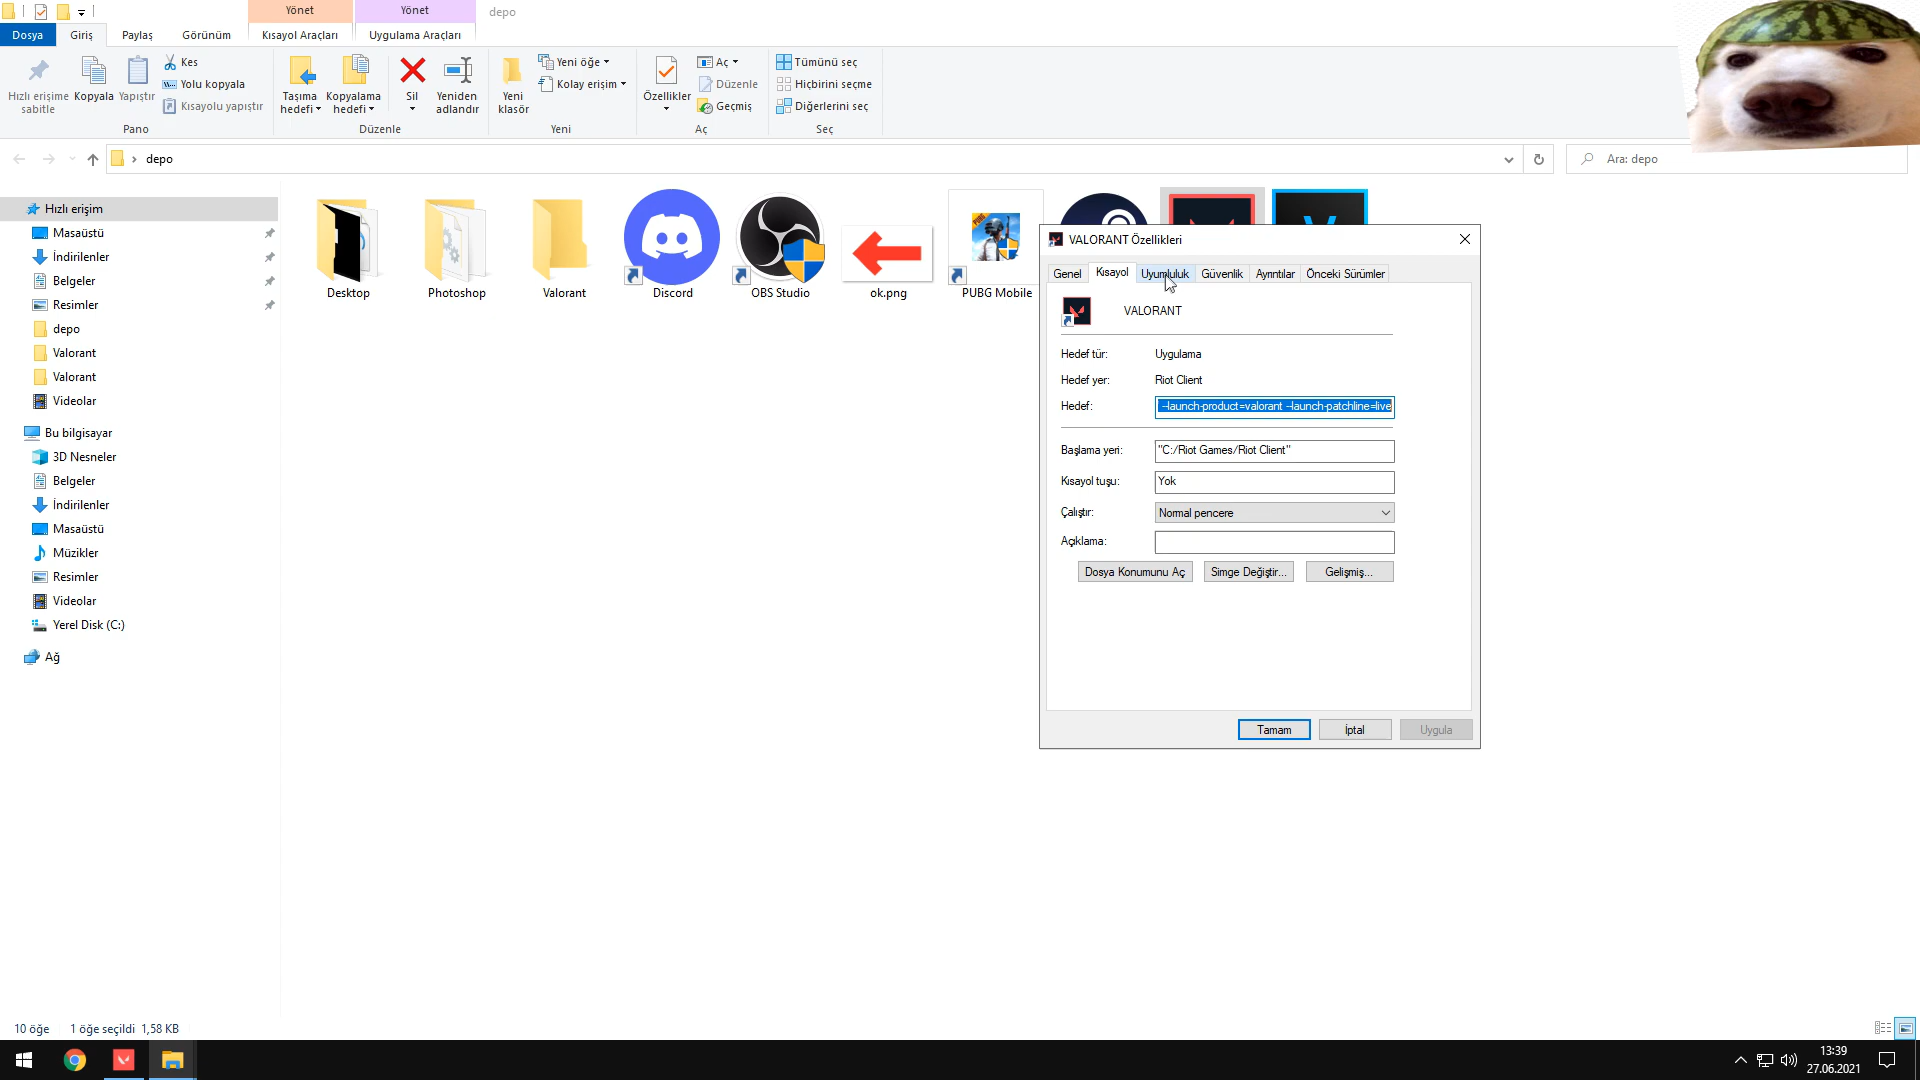 Yönet
Yönet
depo
Dosya
Giriş
Paylaş
Görünüm
Kısayol Araçları
Uygulama Araçları
Hızlı erişime sabitle
Kopyala
Yapıştır
Kes
Yolu kopyala
Kısayolu yapıştır
Pano
Taşıma hedefi
Kopyalama hedefi
Sil
Yeniden adlandır
Düzenle
Yeni klasör
Yeni öğe
Kolay erişim
Yeni
Özellikler
Aç
Düzenle
Geçmiş
Aç
Tümünü seç
Hiçbirini seçme
Diğerlerini seç
Seç
depo
Ara: depo
Hızlı erişim
Masaüstü
İndirilenler
Belgeler
Resimler
depo
Valorant
Valorant
Videolar
Bu bilgisayar
3D Nesneler
Belgeler
İndirilenler
Masaüstü
Müzikler
Resimler
Videolar
Yerel Disk (C:)
Ağ
Desktop
Photoshop
Valorant
Discord
OBS Studio
ok.png
PUBG
PUBG Mobile
VALORANT Özellikleri
Genel
Kısayol
Uyumluluk
Güvenlik
Ayrıntılar
Önceki Sürümler
VALORANT
Hedef tür:
Uygulama
Hedef yer:
Riot Client
Hedef:
--launch-product=valorant --launch-patchline=live
Başlama yeri:
"C:/Riot Games/Riot Client"
Kısayol tuşu:
Yok
Çalıştır:
Normal pencere
Açıklama:
Dosya Konumunu Aç
Simge Değiştir...
Gelişmiş...
Tamam
İptal
Uygula
10 öğe
1 öğe seçildi 1,58 KB
13:39
27.06.2021